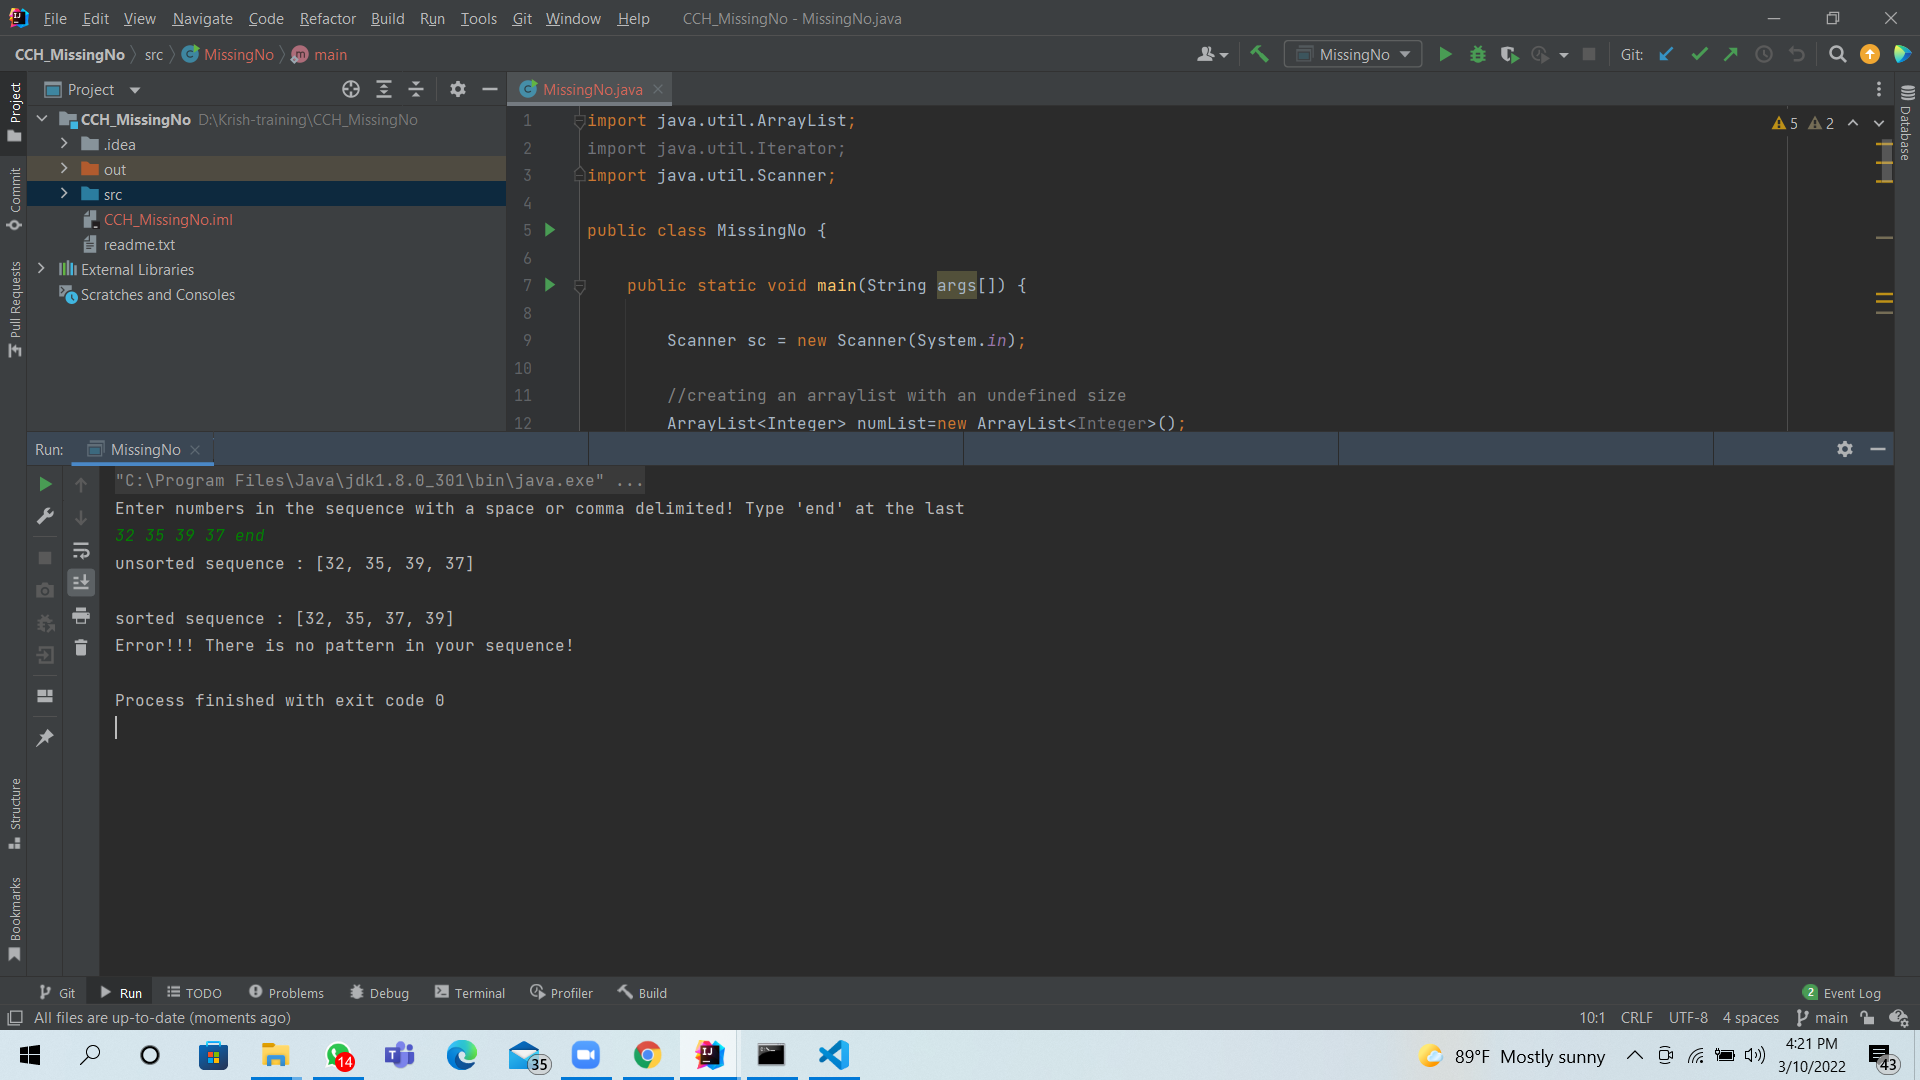 File Edit View Navigate Code Refactor Build Run Tools Git Window Help CCH_MissingNo - MissingNo.java
CCH_MissingNo src MissingNo main MissingNo Git:
Project MissingNo.java
CCH_MissingNo D:\Krish-training\CCH_MissingNo
.idea
out
src
CCH_MissingNo.iml
readme.txt
External Libraries
Scratches and Consoles
Project
Commit
Pull Requests
Structure
Bookmarks
Database
5 2
1 import java.util.ArrayList;
2 import java.util.Iterator;
3 import java.util.Scanner;
4
5 public class MissingNo {
6
7 public static void main(String args[]) {
8
9 Scanner sc = new Scanner(System.in);
10
11 //creating an arraylist with an undefined size
12 ArrayList<Integer> numList=new ArrayList<Integer>();
Run: MissingNo
"C:\Program Files\Java\jdk1.8.0_301\bin\java.exe" ...
Enter numbers in the sequence with a space or comma delimited! Type 'end' at the last
32 35 39 37 end
unsorted sequence : [32, 35, 39, 37]
sorted sequence : [32, 35, 37, 39]
Error!!! There is no pattern in your sequence!
Process finished with exit code 0
Git Run TODO Problems Debug Terminal Profiler Build 2 Event Log
All files are up-to-date (moments ago) 10:1 CRLF UTF-8 4 spaces main
14 35 89°F Mostly sunny 4:21 PM
3/10/2022 43